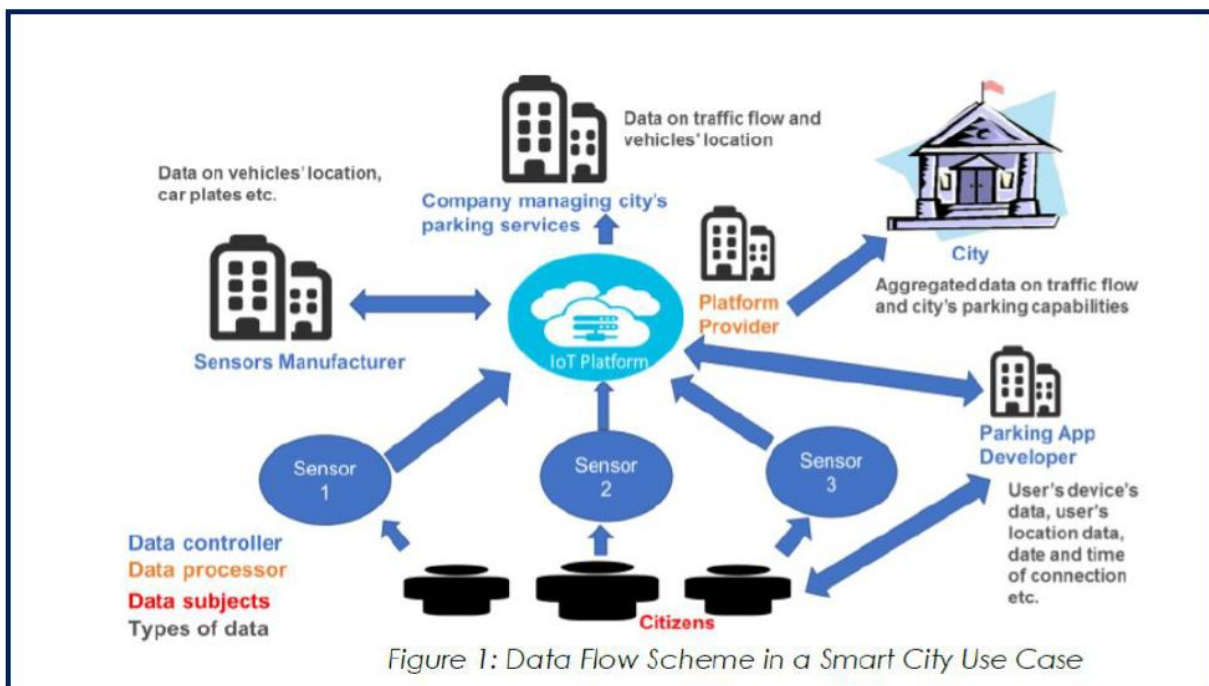 Data on traffic flow and
vehicles' location
Data on vehicles' location,
car plates etc.
Company managing city's
parking services
City
Platform
Provider
Aggregated data on traffic flow
and city's parking capabilities
Sensors Manufacturer
IoT Platform
Parking App
Developer
Sensor
1
Sensor
2
Sensor
3
User's device's
data, user's
location data,
date and time
of connection
etc.
Data controller
Data processor
Data subjects
Types of data
Citizens
Figure 1: Data Flow Scheme in a Smart City Use Case